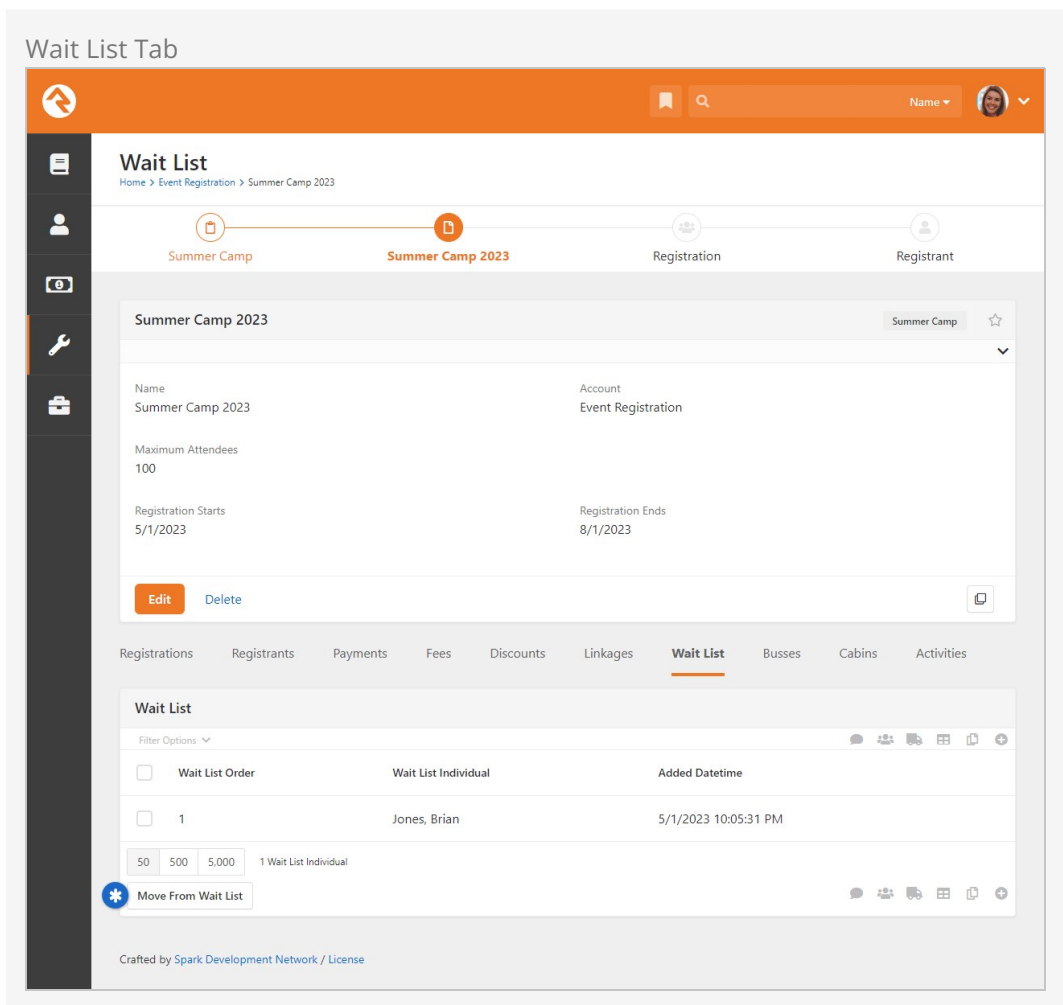 Wait List Tab
Name
Wait List
Home > Event Registration > Summer Camp 2023
Summer Camp
Summer Camp 2023
Registration
Registrant
Summer Camp 2023
Summer Camp
Name
Account
Summer Camp 2023
Event Registration
Maximum Attendees
100
Registration Starts
Registration Ends
5/1/2023
8/1/2023
Edit
Delete
Registrations
Registrants
Payments
Fees
Discounts
Linkages
Wait List
Busses
Cabins
Activities
Wait List
Filter Options
Wait List Order
Wait List Individual
Added Datetime
1
Jones, Brian
5/1/2023 10:05:31 PM
50
500
5,000
1 Wait List Individual
Move From Wait List
Crafted by Spark Development Network / License